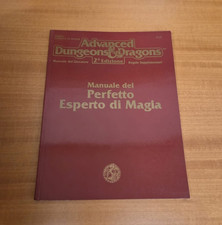 Advanced
Dungeons & Dragons
2ª Edizione
Manuale del
Perfetto
Esperto di Magia